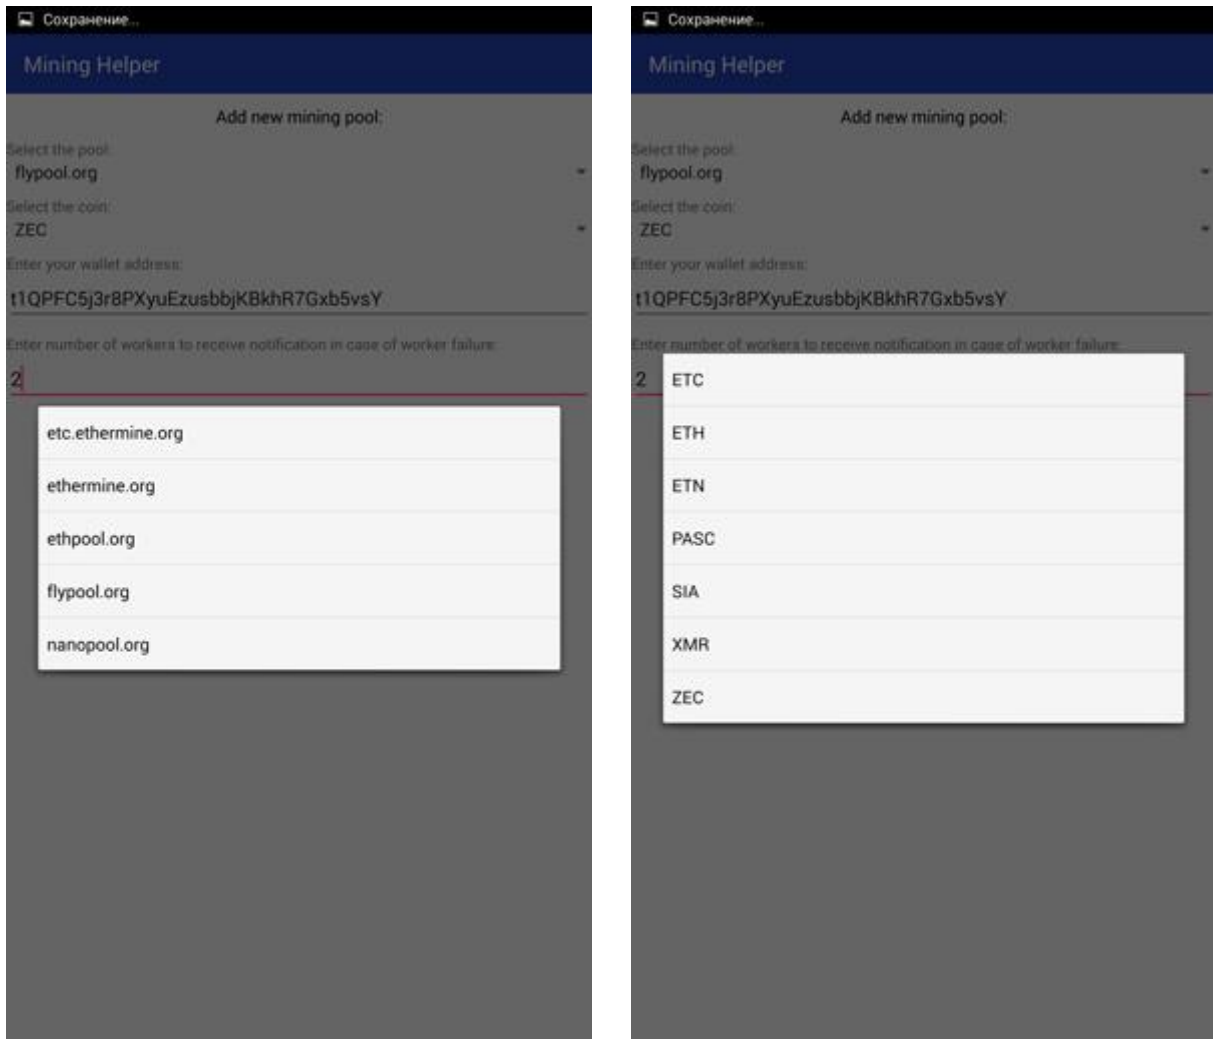 Сохранение...
Mining Helper
Add new mining pool:
Select the pool:
flypool.org
Select the coin:
ZEC
Enter your wallet address:
t1QPFC5j3r8PXyuEzusbbjKBkhR7Gxb5vsY
Enter number of workers to receive notification in case of worker failure:
2
etc.ethermine.org
ethermine.org
ethpool.org
flypool.org
nanopool.org
Сохранение...
Mining Helper
Add new mining pool:
Select the pool:
flypool.org
Select the coin:
ZEC
Enter your wallet address:
t1QPFC5j3r8PXyuEzusbbjKBkhR7Gxb5vsY
Enter number of workers to receive notification in case of worker failure:
2
ETC
ETH
ETN
PASC
SIA
XMR
ZEC